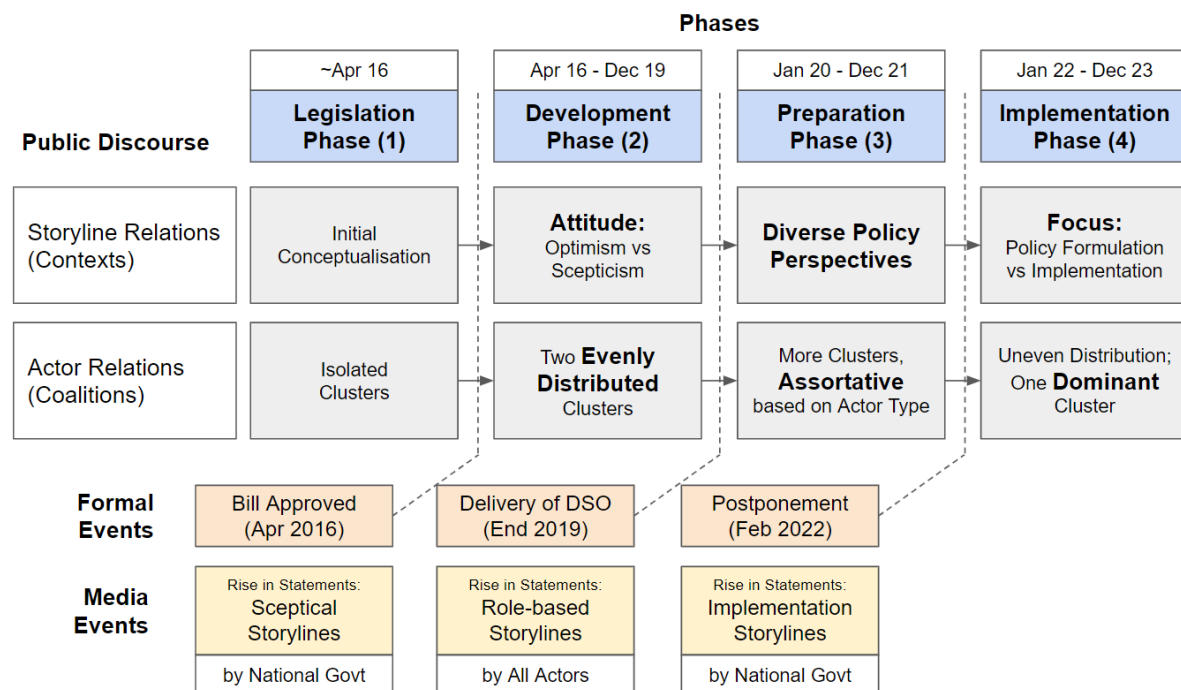 Phases
~Apr 16
Apr 16 - Dec 19
Jan 20 - Dec 21
Jan 22 - Dec 23
Public Discourse
Legislation
Phase (1)
Development
Phase (2)
Preparation
Phase (3)
Implementation
Phase (4)
Storyline Relations
(Contexts)
Initial
Conceptualisation
Attitude:
Optimism vs
Scepticism
Diverse Policy
Perspectives
Focus:
Policy Formulation
vs Implementation
Actor Relations
(Coalitions)
Isolated
Clusters
Two Evenly
Distributed
Clusters
More Clusters,
Assortative
based on Actor Type
Uneven Distribution;
One Dominant
Cluster
Formal
Events
Bill Approved
(Apr 2016)
Delivery of DSO
(End 2019)
Postponement
(Feb 2022)
Media
Events
Rise in Statements:
Sceptical
Storylines
by National Govt
Rise in Statements:
Role-based
Storylines
by All Actors
Rise in Statements:
Implementation
Storylines
by National Govt